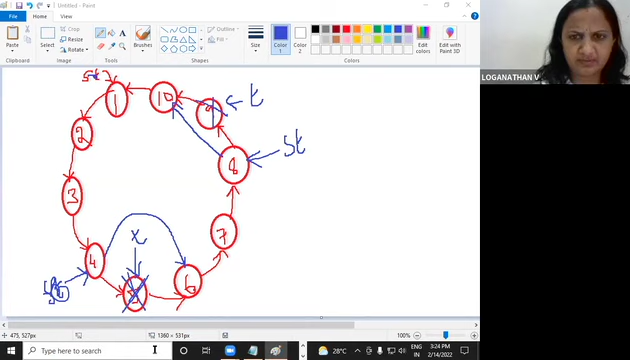 Untitled - Paint
File Home View
Paste
Clipboard
Select
Crop
Resize
Rotate
Image
Tools
Brushes
Shapes
Outline
Fill
Size
Color 1
Color 2
Colors
Edit colors
Edit with Paint 3D
LOGANATHAN V
st
1
10
9
t
2
8
st
3
7
x
4
5
6
475, 527px
1360 × 531px
100%
Type here to search
28°C
ENG
IN
3:24 PM
2/14/2022